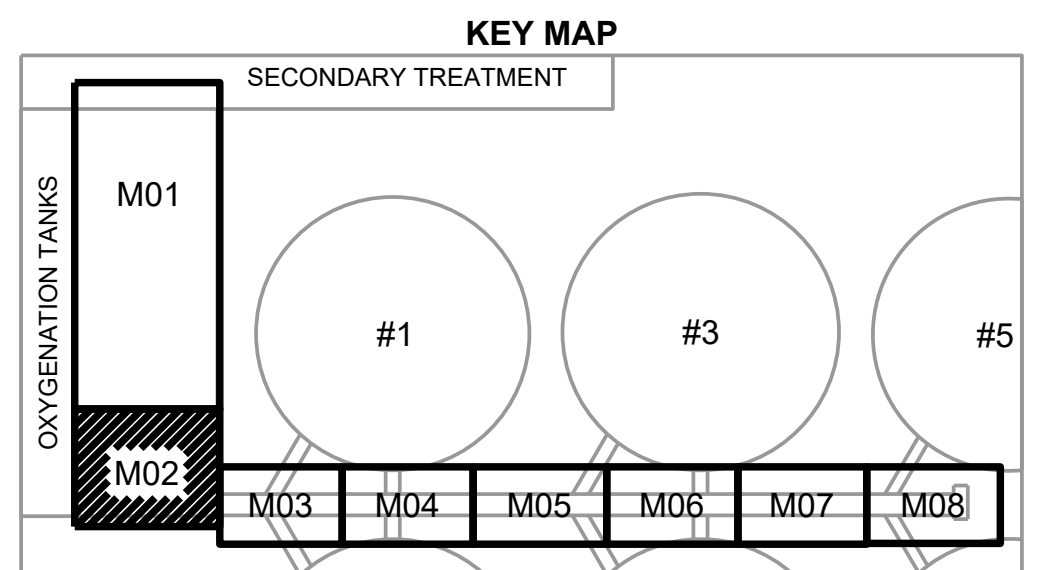 KEY MAP
SECONDARY TREATMENT
OXYGENATION TANKS
M01
#1
#3
#5
M02
M03
M04
M05
M06
M07
M08